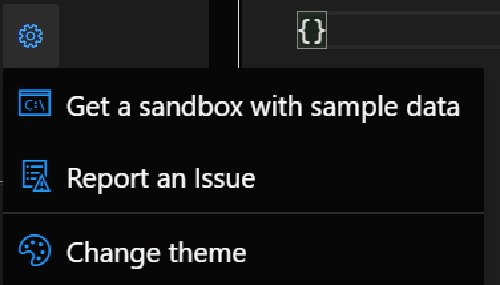 {}
C:\
Get a sandbox with sample data
Report an Issue
Change theme